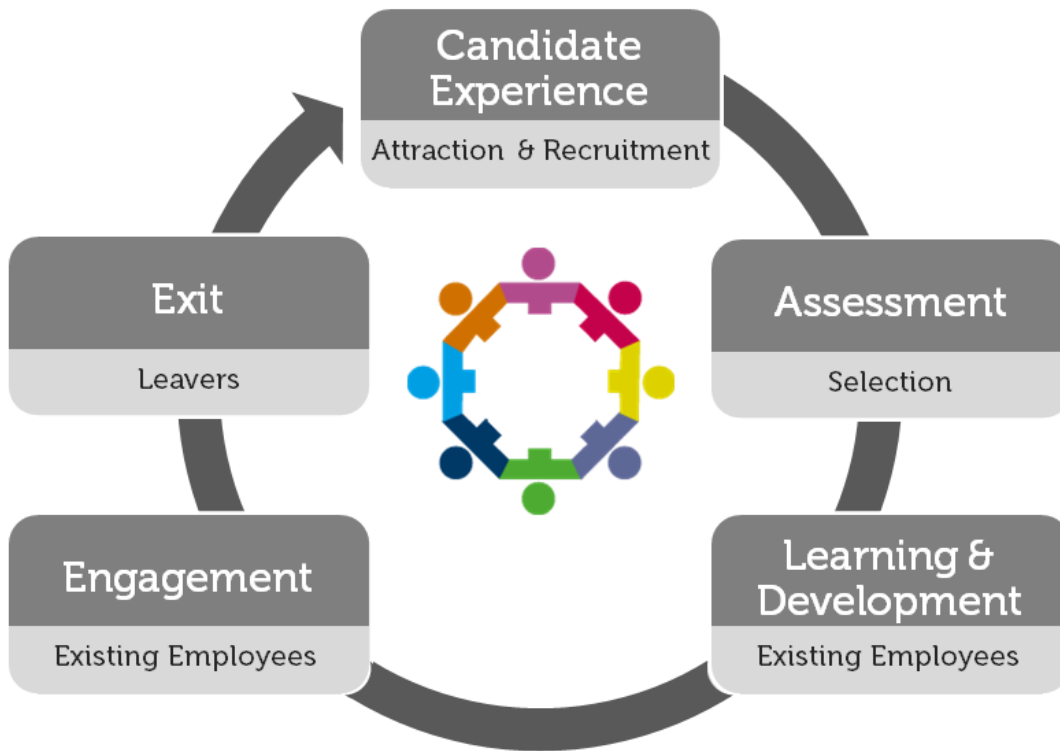 Candidate
Experience
Attraction & Recruitment
Assessment
Selection
Learning &
Development
Existing Employees
Engagement
Existing Employees
Exit
Leavers